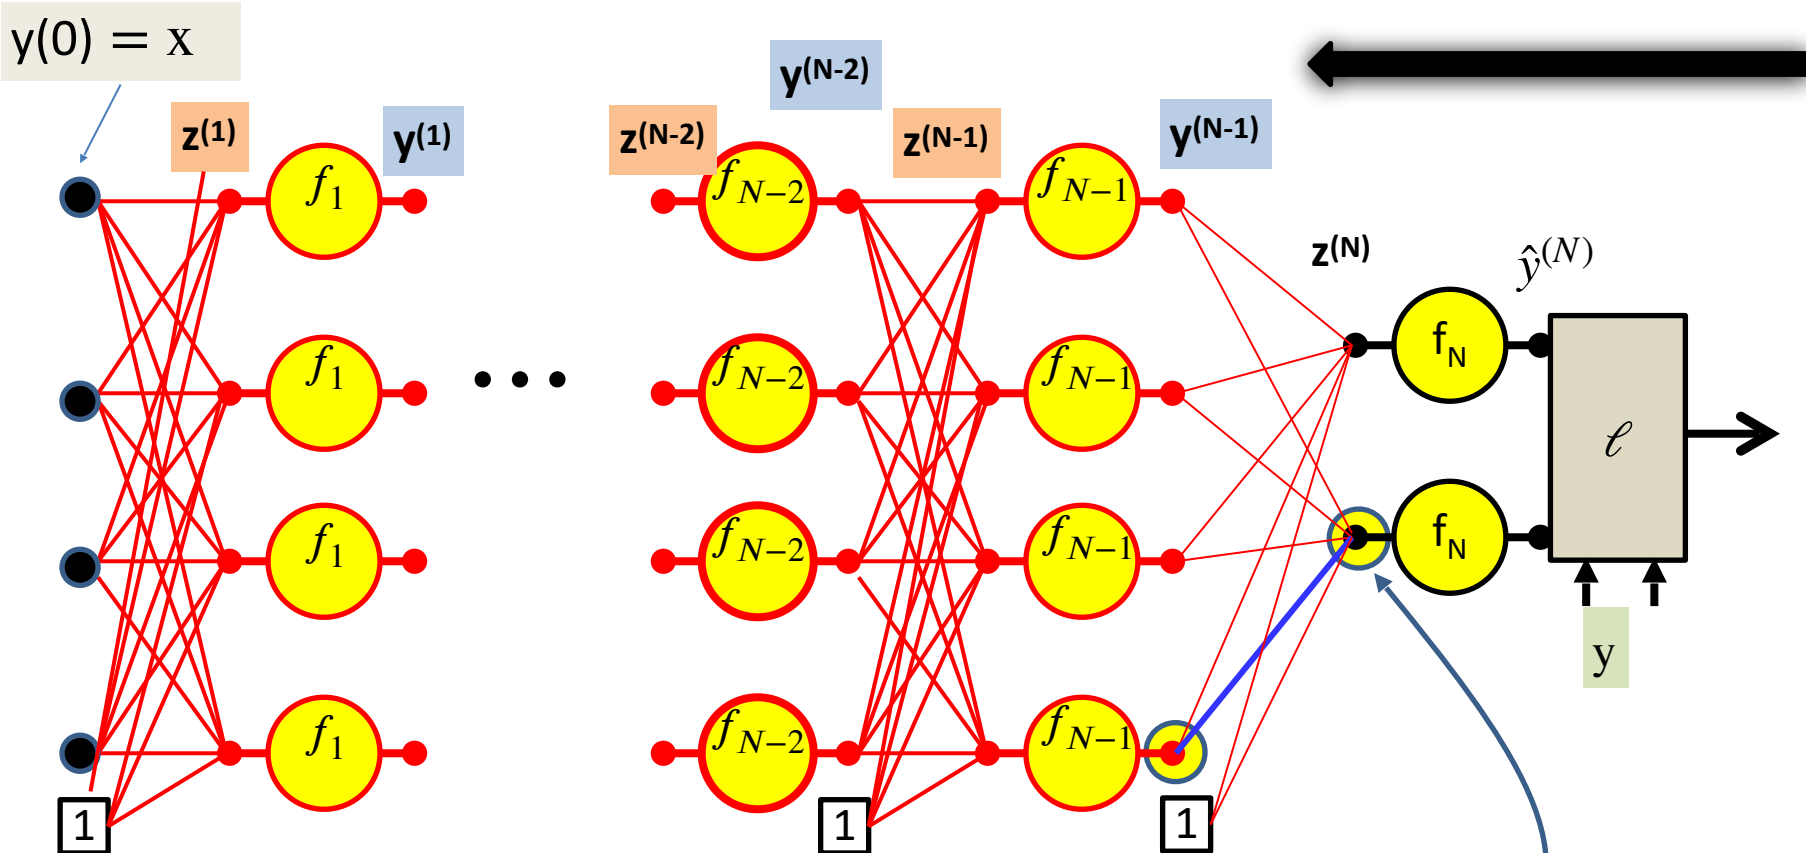 y(0) = x
z(1)
y(1)
z(N-2)
y(N-2)
z(N-1)
y(N-1)
z(N)
ŷ(N)
f1
fN−2
fN−1
fN
f1
fN−2
fN−1
ℓ
fN
f1
fN−2
fN−1
y
f1
fN−2
fN−1
1
1
1